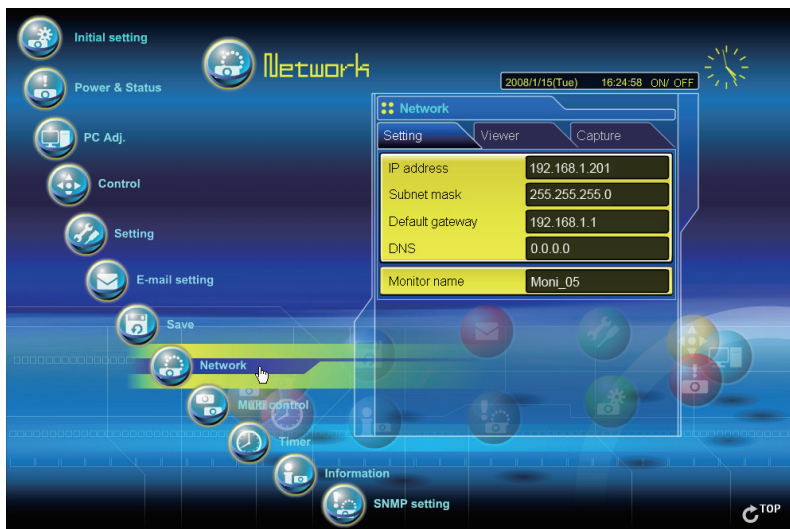 Initial setting
Power & Status
PC Adj.
Control
Setting
E-mail setting
Save
Network
Multi control
Timer
Information
SNMP setting
Network
2008/1/15(Tue) 16:24:58 ON/ OFF
Network
Setting Viewer Capture
IP address 192.168.1.201
Subnet mask 255.255.255.0
Default gateway 192.168.1.1
DNS 0.0.0.0
Monitor name Moni_05
TOP